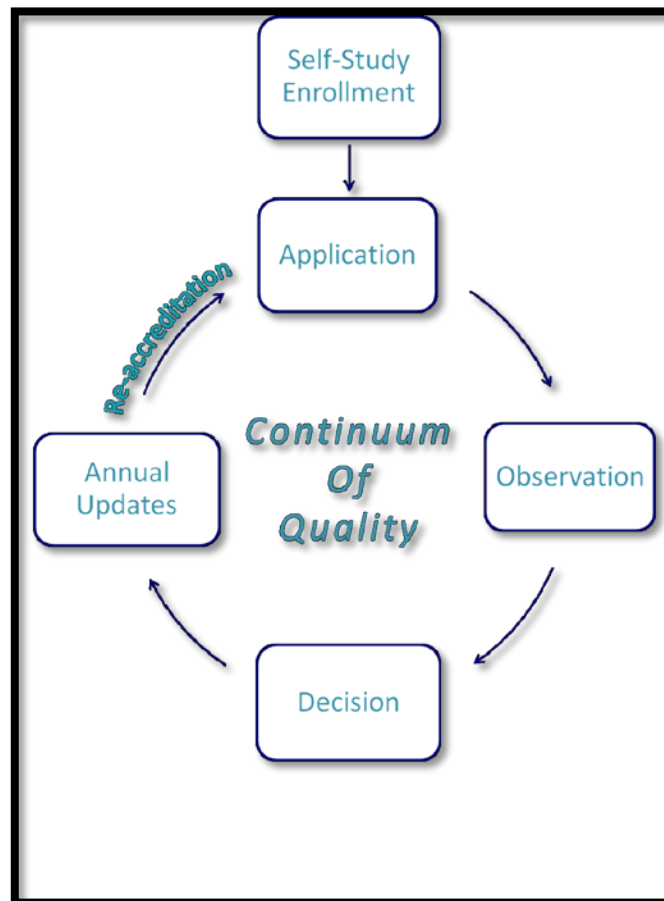 Self-Study
Enrollment
Application
Re-accreditation
Continuum
Of
Quality
Annual
Updates
Observation
Decision